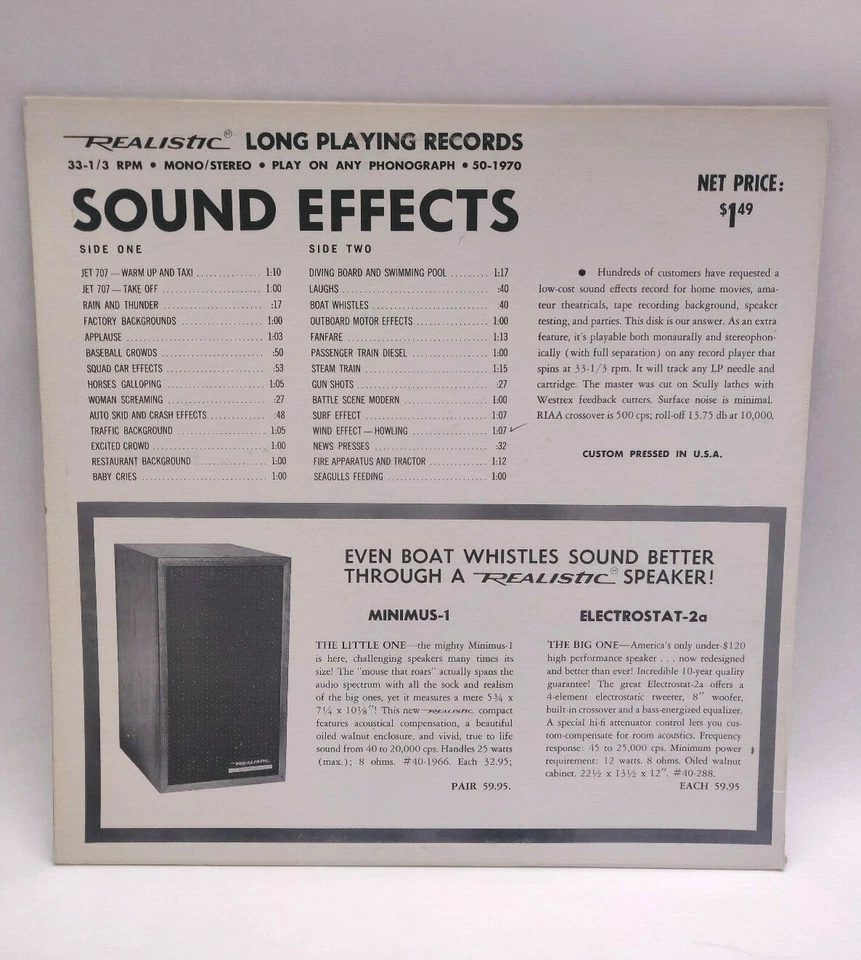 REALISTIC® LONG PLAYING RECORDS
33-1/3 RPM • MONO/STEREO • PLAY ON ANY PHONOGRAPH • 50-1970
SOUND EFFECTS
NET PRICE:
$1.49
SIDE ONE
JET 707 — WARM UP AND TAXI .............. 1:10
JET 707 — TAKE OFF .............. 1:00
RAIN AND THUNDER .............. :17
FACTORY BACKGROUNDS .............. 1:00
APPLAUSE .............. 1:03
BASEBALL CROWDS .............. :50
SQUAD CAR EFFECTS .............. :53
HORSES GALLOPING .............. 1:05
WOMAN SCREAMING .............. :27
AUTO SKID AND CRASH EFFECTS .............. :48
TRAFFIC BACKGROUND .............. 1:05
EXCITED CROWD .............. 1:00
RESTAURANT BACKGROUND .............. 1:00
BABY CRIES .............. 1:00
SIDE TWO
DIVING BOARD AND SWIMMING POOL ......... 1:17
LAUGHS .............. :40
BOAT WHISTLES .............. :40
OUTBOARD MOTOR EFFECTS .............. 1:00
FANFARE .............. 1:13
PASSENGER TRAIN DIESEL .............. 1:00
STEAM TRAIN .............. 1:15
GUN SHOTS .............. :27
BATTLE SCENE MODERN .............. 1:00
SURF EFFECT .............. 1:07
WIND EFFECT — HOWLING .............. 1:07 ✓
NEWS PRESSES .............. :32
FIRE APPARATUS AND TRACTOR .............. 1:12
SEAGULLS FEEDING .............. 1:00
● Hundreds of customers have requested a
low-cost sound effects record for home movies, ama-
teur theatricals, tape recording background, speaker
testing, and parties. This disk is our answer. As an extra
feature, it's playable both monaurally and stereophon-
ically (with full separation) on any record player that
spins at 33-1/3 rpm. It will track any LP needle and
cartridge. The master was cut on Scully lathes with
Westrex feedback cutters. Surface noise is minimal.
RIAA crossover is 500 cps; roll-off 13.75 db at 10,000.
CUSTOM PRESSED IN U.S.A.
EVEN BOAT WHISTLES SOUND BETTER
THROUGH A REALISTIC® SPEAKER!
MINIMUS-1
THE LITTLE ONE—the mighty Minimus-1
is here, challenging speakers many times its
size! The "mouse that roars" actually spans the
audio spectrum with all the sock and realism
of the big ones, yet it measures a mere 5¾ x
7¼ x 10⅛"! This new REALISTIC compact
features acoustical compensation, a beautiful
oiled walnut enclosure, and vivid, true to life
sound from 40 to 20,000 cps. Handles 25 watts
(max.); 8 ohms. #40-1966. Each 32.95;
PAIR 59.95.
ELECTROSTAT-2a
THE BIG ONE—America's only under-$120
high performance speaker . . . now redesigned
and better than ever! Incredible 10-year quality
guarantee! The great Electrostat-2a offers a
4-element electrostatic tweeter, 8" woofer,
built-in crossover and a bass-energized equalizer.
A special hi-fi attenuator control lets you cus-
tom-compensate for room acoustics. Frequency
response: 45 to 25,000 cps. Minimum power
requirement: 12 watts. 8 ohms. Oiled walnut
cabinet. 22½ x 13½ x 12". #40-288.
EACH 59.95
REALISTIC